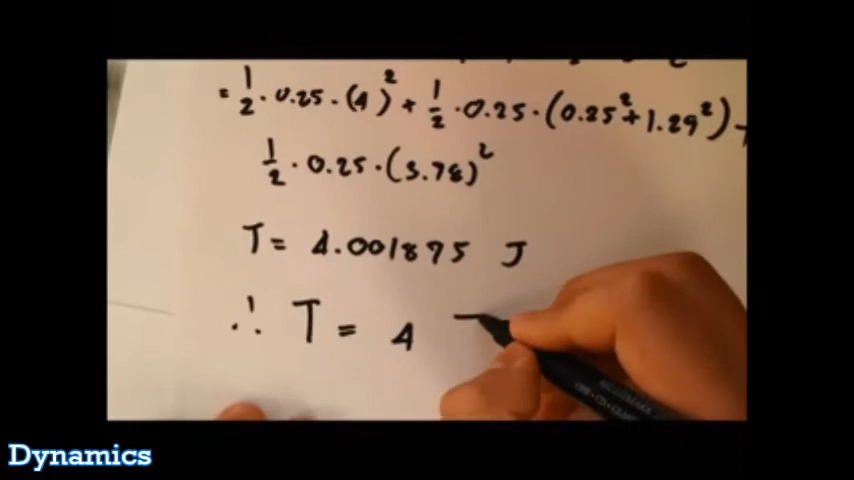 = 1/2 · 0.25 · (4)² + 1/2 · 0.25 · (0.25² + 1.29²) +
1/2 · 0.25 · (3.78)²
T = 4.001875 J
∴ T = 4
Dynamics